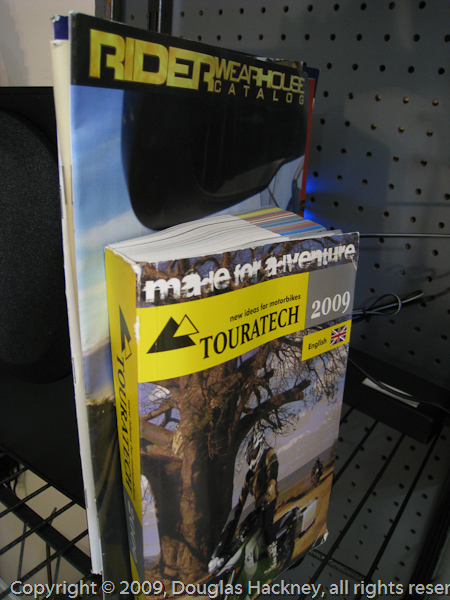 RIDER WEARHOUSE
CATALOG
made for adventure
new ideas for motorbikes
TOURATECH
2009
English
TOURATECH
Copyright © 2009, Douglas Hackney, all rights reser